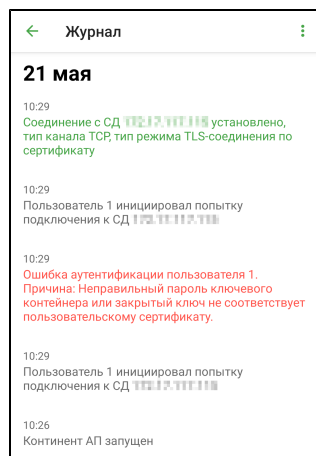 Журнал
21 мая
10:29
Соединение с СД установлено,
тип канала TCP, тип режима TLS-соединения по
сертификату
10:29
Пользователь 1 инициировал попытку
подключения к СД
10:29
Ошибка аутентификации пользователя 1.
Причина: Неправильный пароль ключевого
контейнера или закрытый ключ не соответствует
пользовательскому сертификату.
10:29
Пользователь 1 инициировал попытку
подключения к СД
10:26
Континент АП запущен